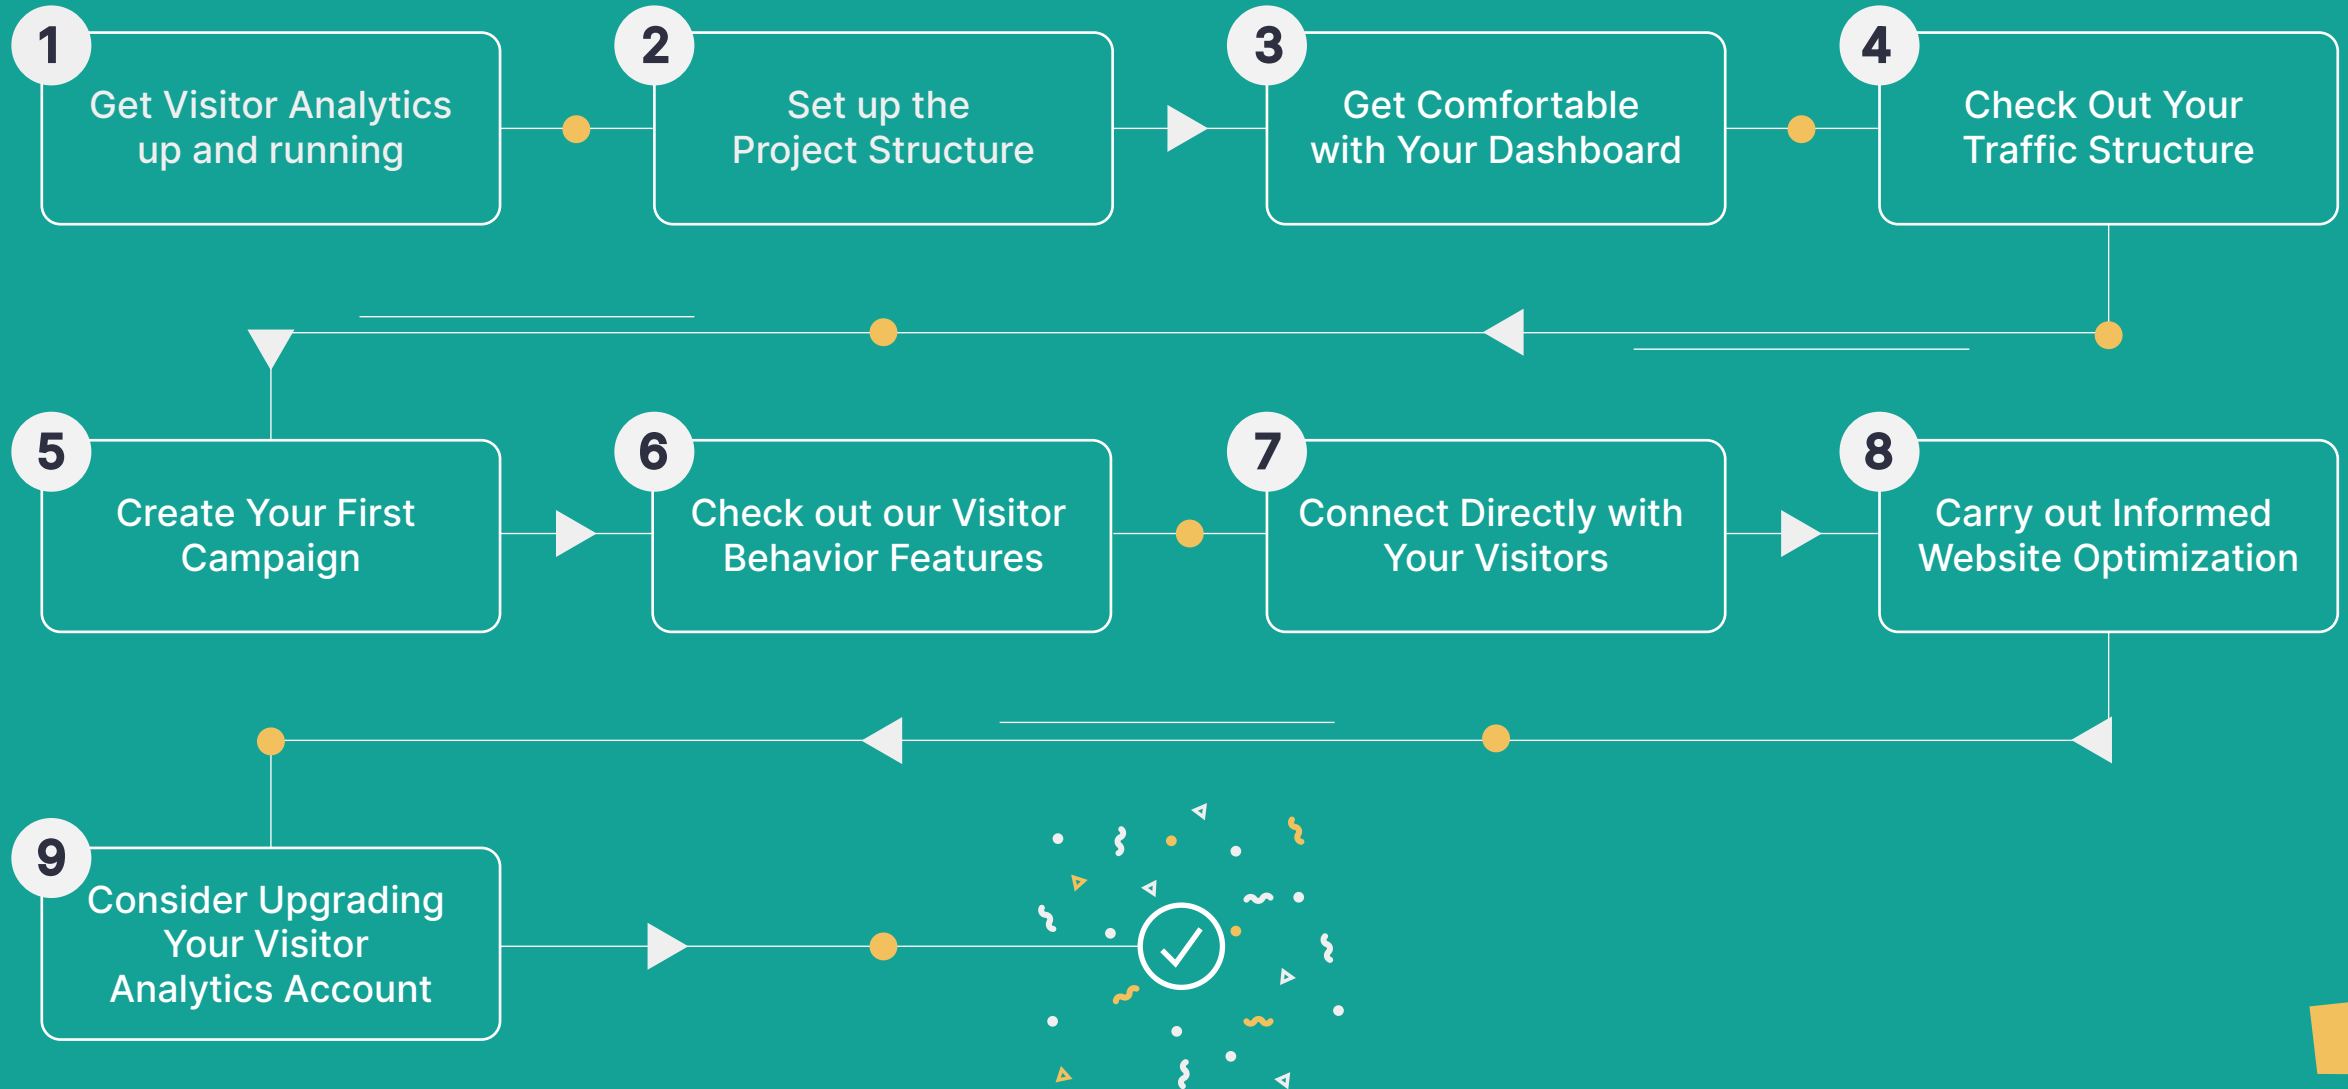 1
Get Visitor Analytics
up and running
2
Set up the
Project Structure
3
Get Comfortable
with Your Dashboard
4
Check Out Your
Traffic Structure
5
Create Your First
Campaign
6
Check out our Visitor
Behavior Features
7
Connect Directly with
Your Visitors
8
Carry out Informed
Website Optimization
9
Consider Upgrading
Your Visitor
Analytics Account